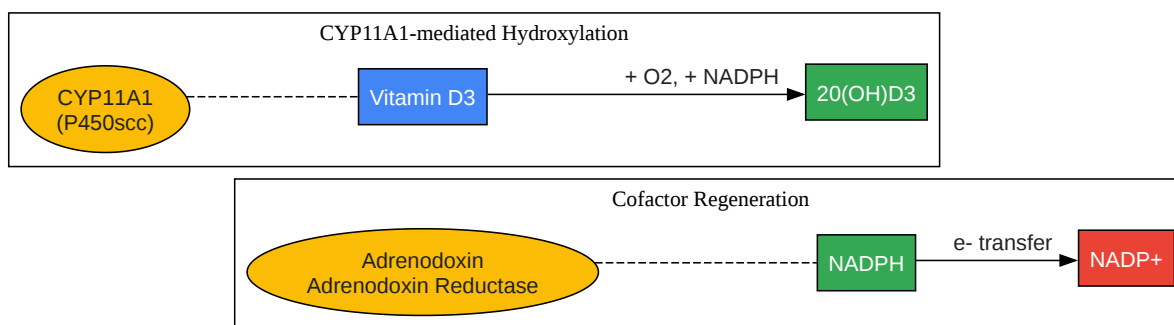 CYP11A1-mediated Hydroxylation
CYP11A1
(P450scc)
Vitamin D3
+ O2, + NADPH
20(OH)D3
Cofactor Regeneration
Adrenodoxin
Adrenodoxin Reductase
NADPH
e- transfer
NADP+